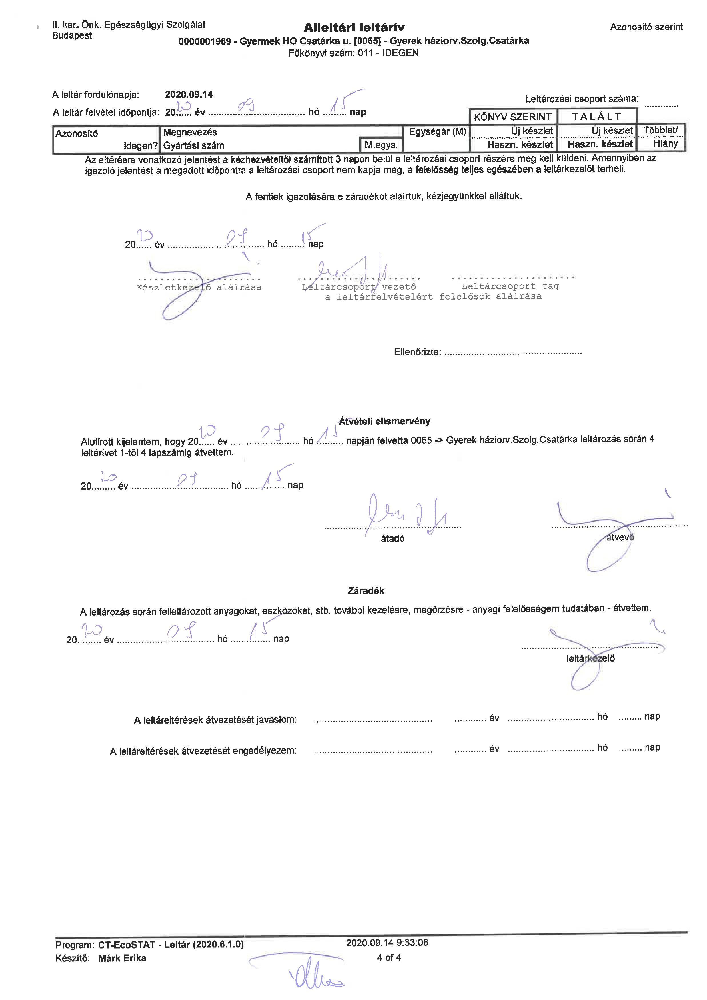 II. ker. Önk. Egészségügyi Szolgálat
Budapest
Alleltári leltárív
Azonosító szerint
0000001969 - Gyermek HO Csatárka u. [0065] - Gyerek háziorv.Szolg.Csatárka
Főkönyvi szám: 011 - IDEGEN
A leltár fordulónapja: 2020.09.14
Leltározási csoport száma: .............
A leltár felvétel időpontja: 2020 év 09 hó 15 nap
KÖNYV SZERINT TALÁLT
Azonosító Megnevezés Egységár (M) Új készlet Új készlet Többlet/
Idegen? Gyártási szám M.egys. Haszn. készlet Haszn. készlet Hiány
Az eltérésre vonatkozó jelentést a kézhezvételtől számított 3 napon belül a leltározási csoport részére meg kell küldeni. Amennyiben az
igazoló jelentést a megadott időpontra a leltározási csoport nem kapja meg, a felelősség teljes egészében a leltárkezelőt terheli.
A fentiek igazolására e záradékot aláírtuk, kézjegyünkkel elláttuk.
2020 év 09 hó 15 nap
Készletkezelő aláírása Leltárcsoport vezető Leltárcsoport tag
a leltárfelvételért felelősök aláírása
Ellenőrizte: ....................................................
Átvételi elismervény
Alulírott kijelentem, hogy 2020 év 09 hó 15 napján felvetta 0065 -> Gyerek háziorv.Szolg.Csatárka leltározás során 4
leltárívet 1-től 4 lapszámig átvettem.
2020 év 09 hó 15 nap
átadó átvevő
Záradék
A leltározás során felleltározott anyagokat, eszközöket, stb. további kezelésre, megőrzésre - anyagi felelősségem tudatában - átvettem.
2020 év 09 hó 15 nap
leltárkezelő
A leltáreltérések átvezetését javaslom: ............................................. ............ év ................................. hó ......... nap
A leltáreltérések átvezetését engedélyezem: ............................................. ............ év ................................. hó ......... nap
Program: CT-EcoSTAT - Leltár (2020.6.1.0) 2020.09.14 9:33:08
Készítő: Márk Erika 4 of 4